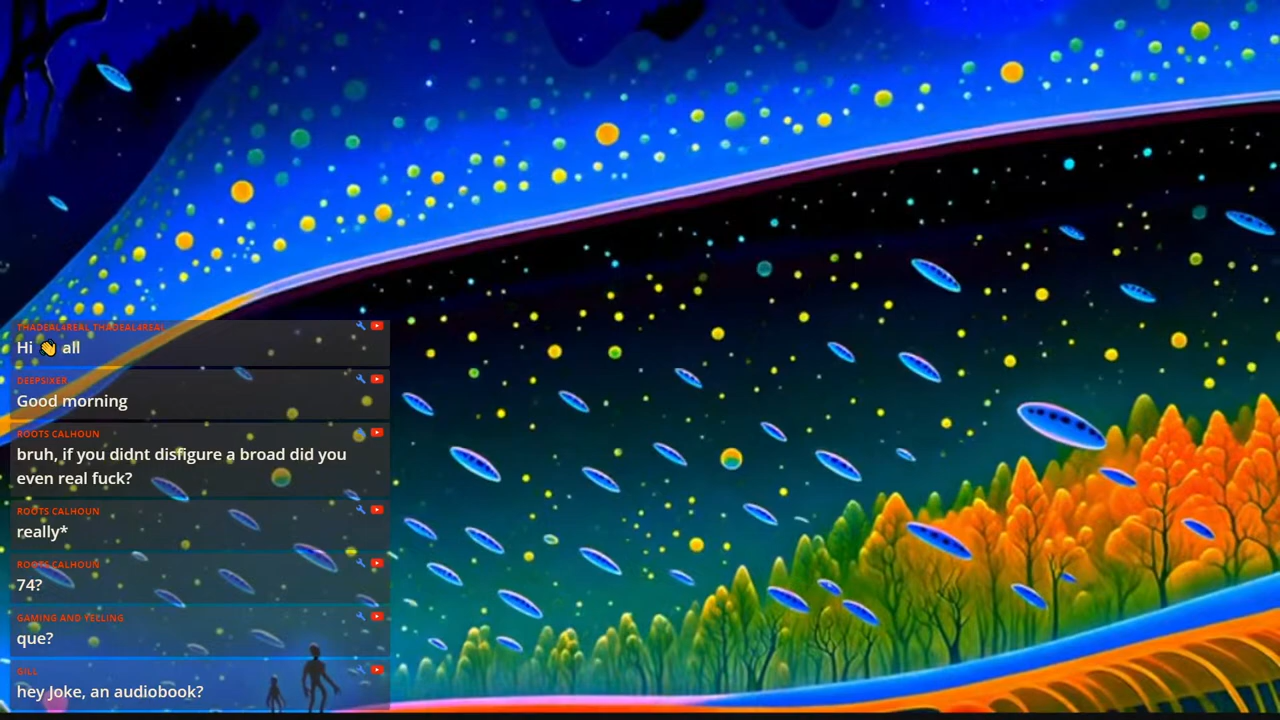 THADEAL4REAL THADEAL4REAL
Hi 👋 all
DEEPSIXER
Good morning
ROOTS CALHOUN
bruh, if you didnt disfigure a broad did you
even real fuck?
ROOTS CALHOUN
really*
ROOTS CALHOUN
74?
GAMING AND YELLING
que?
GILL
hey Joke, an audiobook?